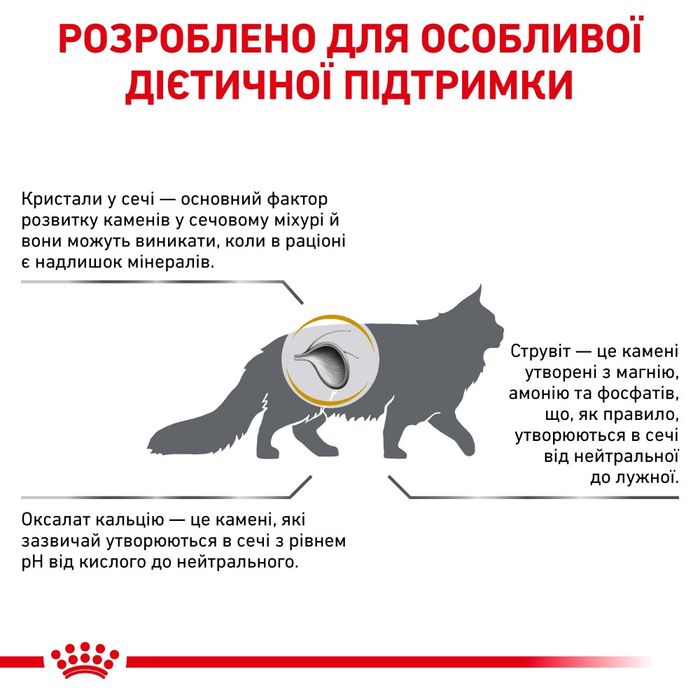 РОЗРОБЛЕНО ДЛЯ ОСОБЛИВОЇ
ДІЄТИЧНОЇ ПІДТРИМКИ
Кристали у сечі — основний фактор
розвитку каменів у сечовому міхурі й
вони можуть виникати, коли в раціоні
є надлишок мінералів.
Струвіт — це камені
утворені з магнію,
амонію та фосфатів,
що, як правило,
утворюються в сечі
від нейтральної
до лужної.
Оксалат кальцію — це камені, які
зазвичай утворюються в сечі з рівнем
pH від кислого до нейтрального.